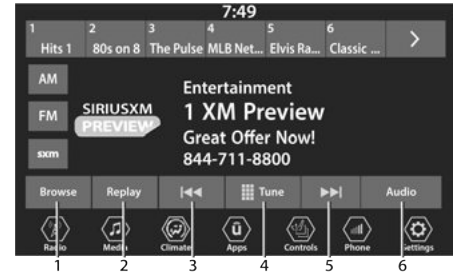 7:49
1 2 3 4 5 6
Hits 1 80s on 8 The Pulse MLB Net... Elvis Ra... Classic ...
AM
FM
sxm
SIRIUSXM
PREVIEW
Entertainment
1 XM Preview
Great Offer Now!
844-711-8800
Browse Replay Tune Audio
Radio Media Climate Apps Controls Phone Settings
1 2 3 4 5 6